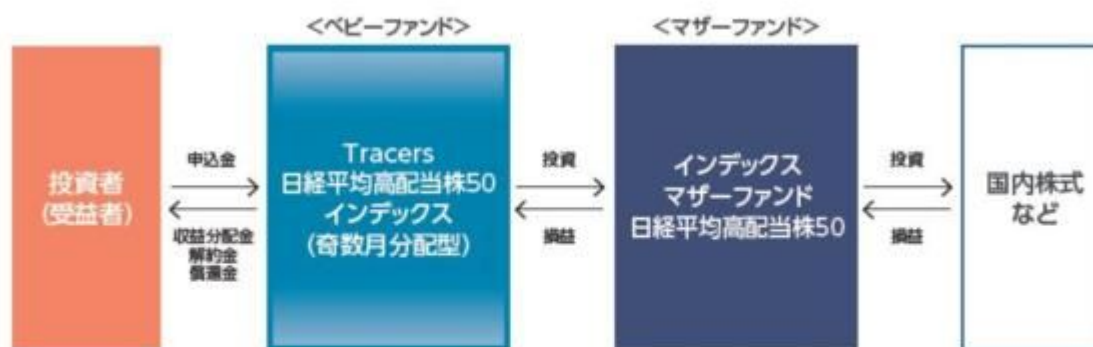 ＜ベビーファンド＞
＜マザーファンド＞
投資者
(受益者)
申込金
収益分配金
解約金
償還金
Tracers
日経平均高配当株50
インデックス
(奇数月分配型)
投資
損益
インデックス
マザーファンド
日経平均高配当株50
投資
損益
国内株式
など